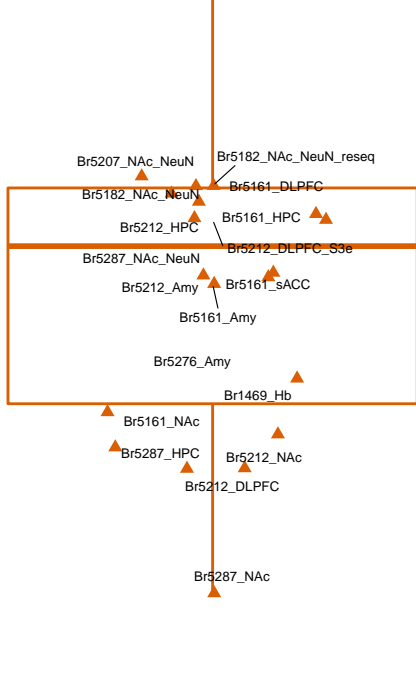 Br5182_NAc_NeuN_reseq
Br5207_NAc_NeuN
Br5161_DLPFC
Br5182_NAc_NeuN
Br5161_HPC
Br5212_HPC
Br5212_DLPFC_S3e
Br5287_NAc_NeuN
Br5161_sACC
Br5212_Amy
Br5161_Amy
Br5276_Amy
Br1469_Hb
Br5161_NAc
Br5287_HPC
Br5212_NAc
Br5212_DLPFC
Br5287_NAc